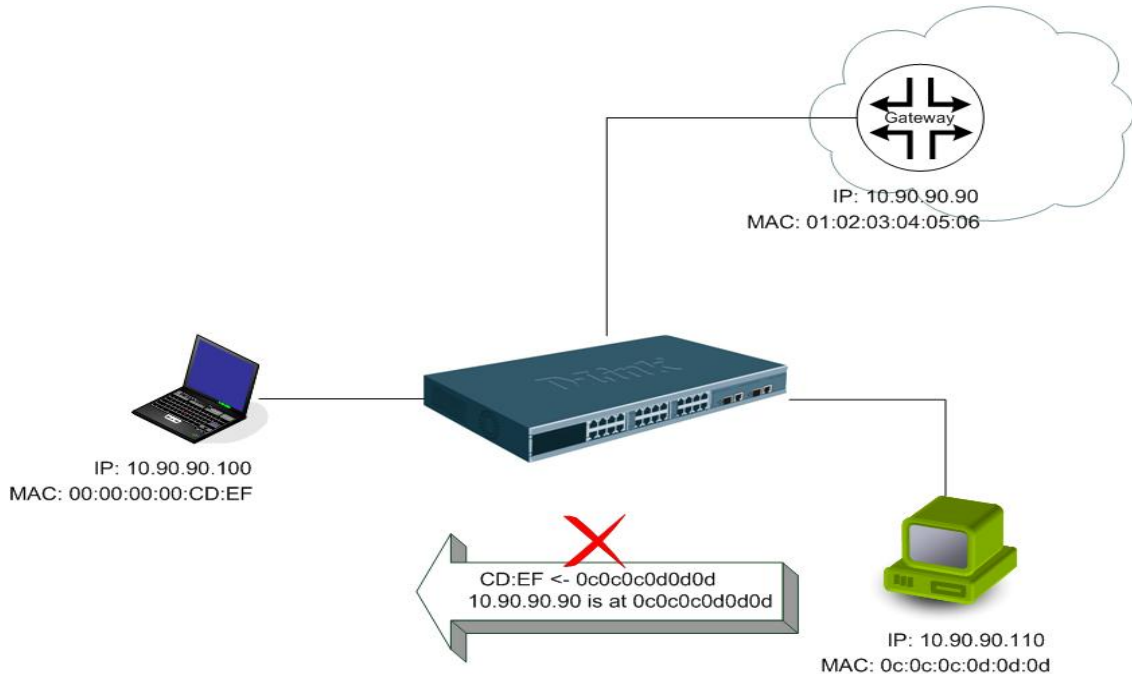 Gateway
IP: 10.90.90.90
MAC: 01:02:03:04:05:06
D-Link
IP: 10.90.90.100
MAC: 00:00:00:00:CD:EF
CD:EF <- 0c0c0c0d0d0d
10.90.90.90 is at 0c0c0c0d0d0d
IP: 10.90.90.110
MAC: 0c:0c:0c:0d:0d:0d